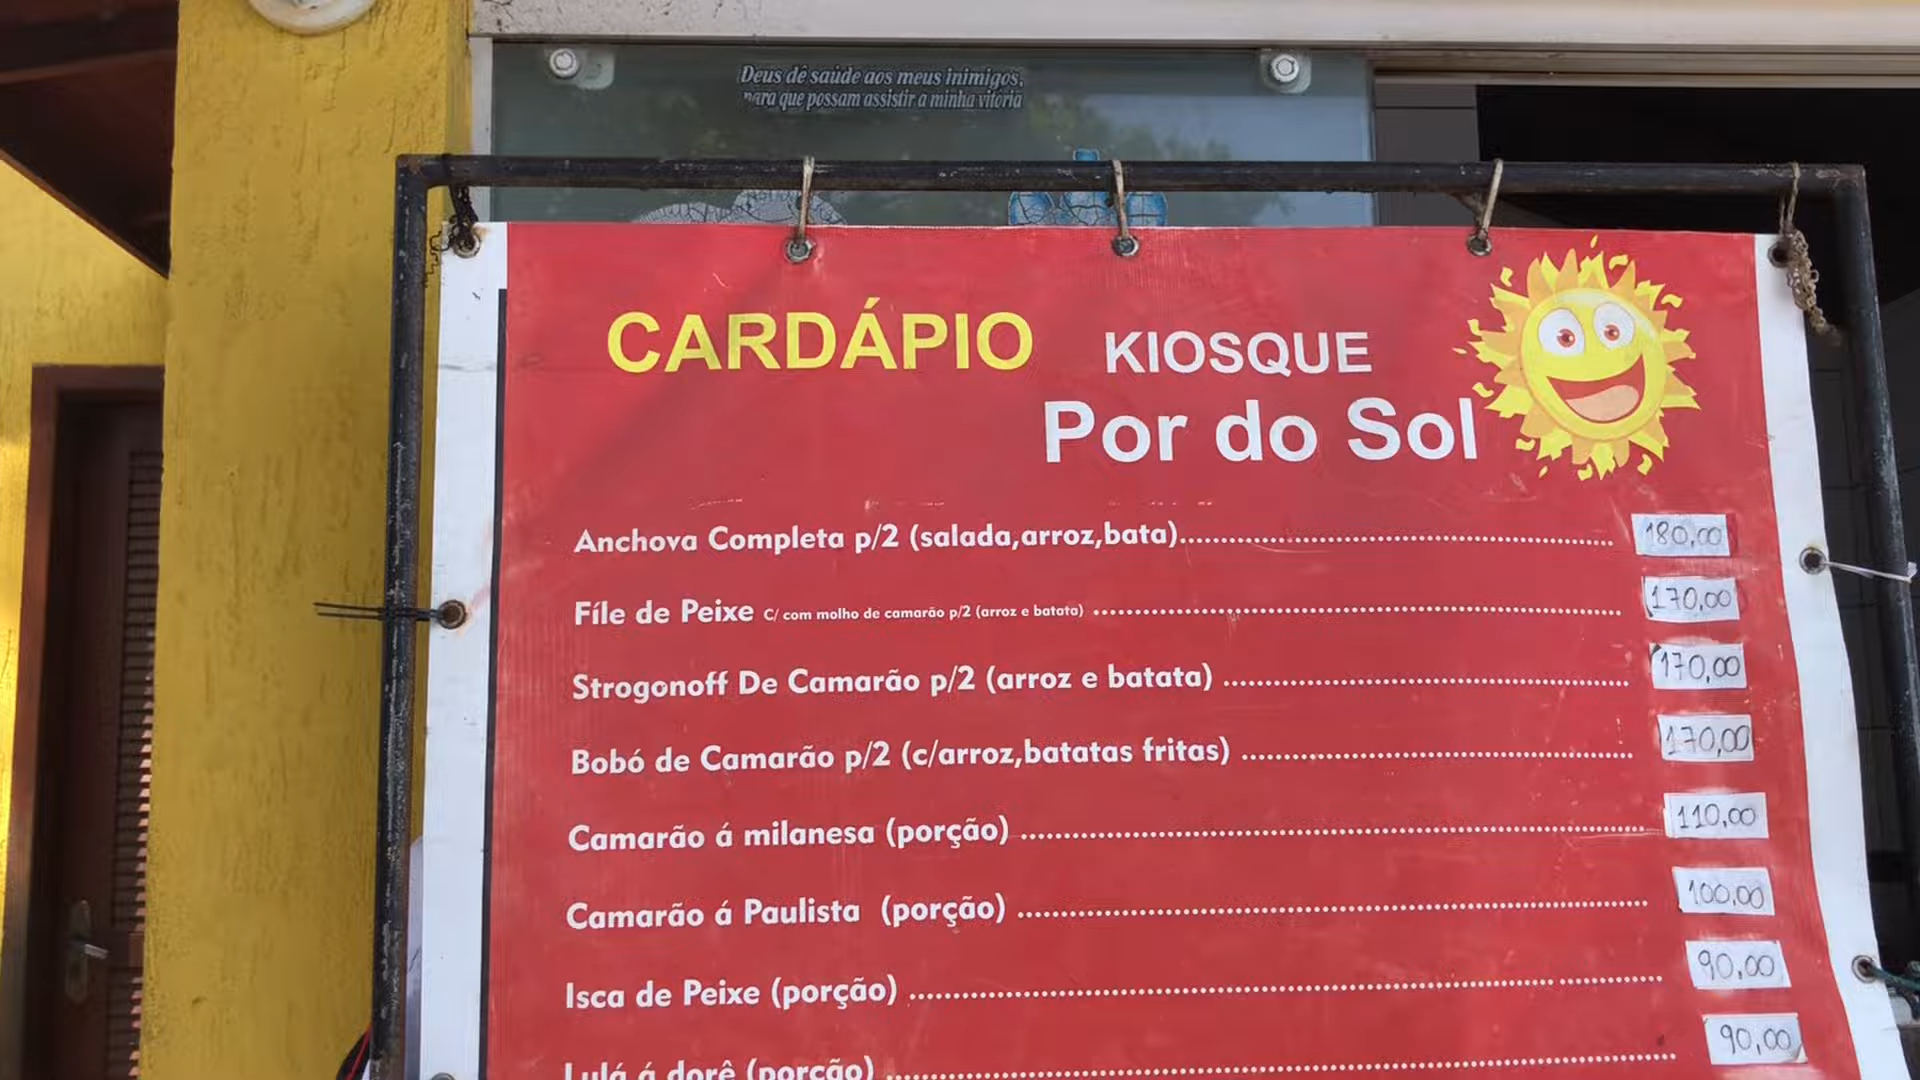 Deus dê saúde aos meus inimigos,
para que possam assistir a minha vitória
CARDÁPIO KIOSQUE
Por do Sol
Anchova Completa p/2 (salada,arroz,bata)........ 180,00
Fíle de Peixe C/ com molho de camarão p/2 (arroz e batata) ........ 170,00
Strogonoff De Camarão p/2 (arroz e batata) ........ 170,00
Bobó de Camarão p/2 (c/arroz,batatas fritas) ........ 170,00
Camarão á milanesa (porção) ........ 110,00
Camarão á Paulista (porção) ........ 100,00
Isca de Peixe (porção) ........ 90,00
Lulá á dorê (porção) ........ 90,00